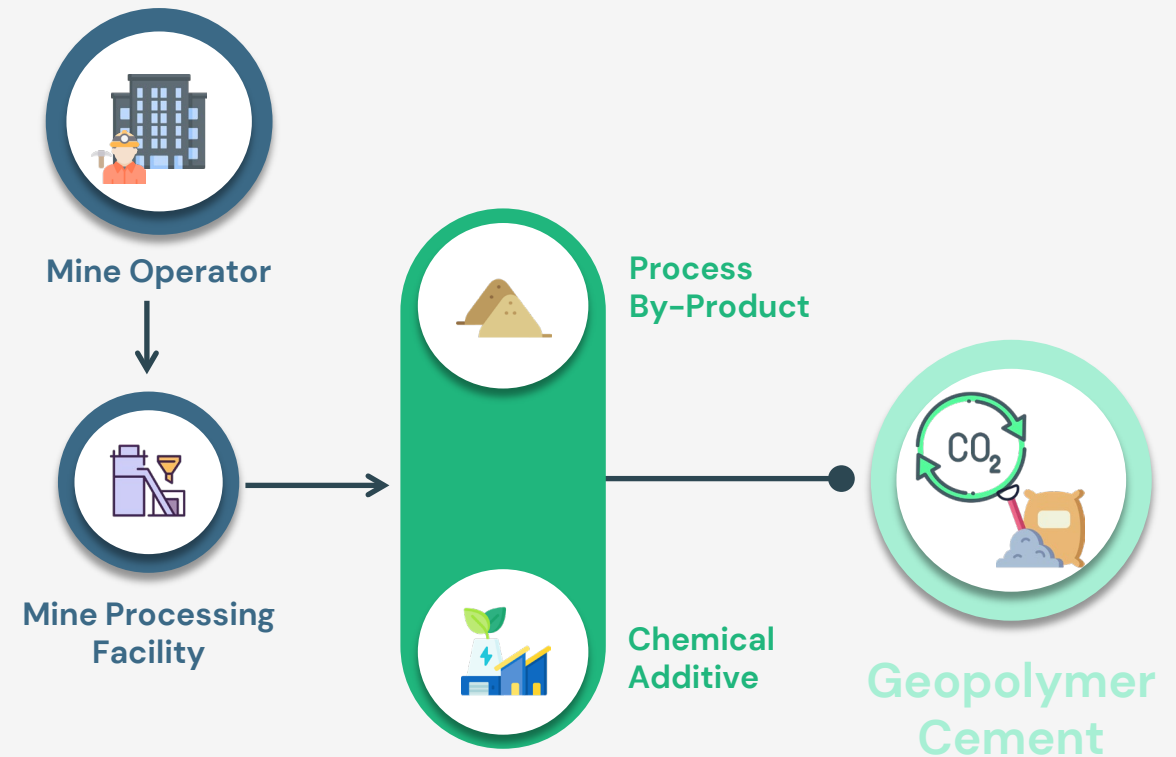 Mine Operator
Mine Processing
Facility
Process
By-Product
Chemical
Additive
CO2
Geopolymer
Cement